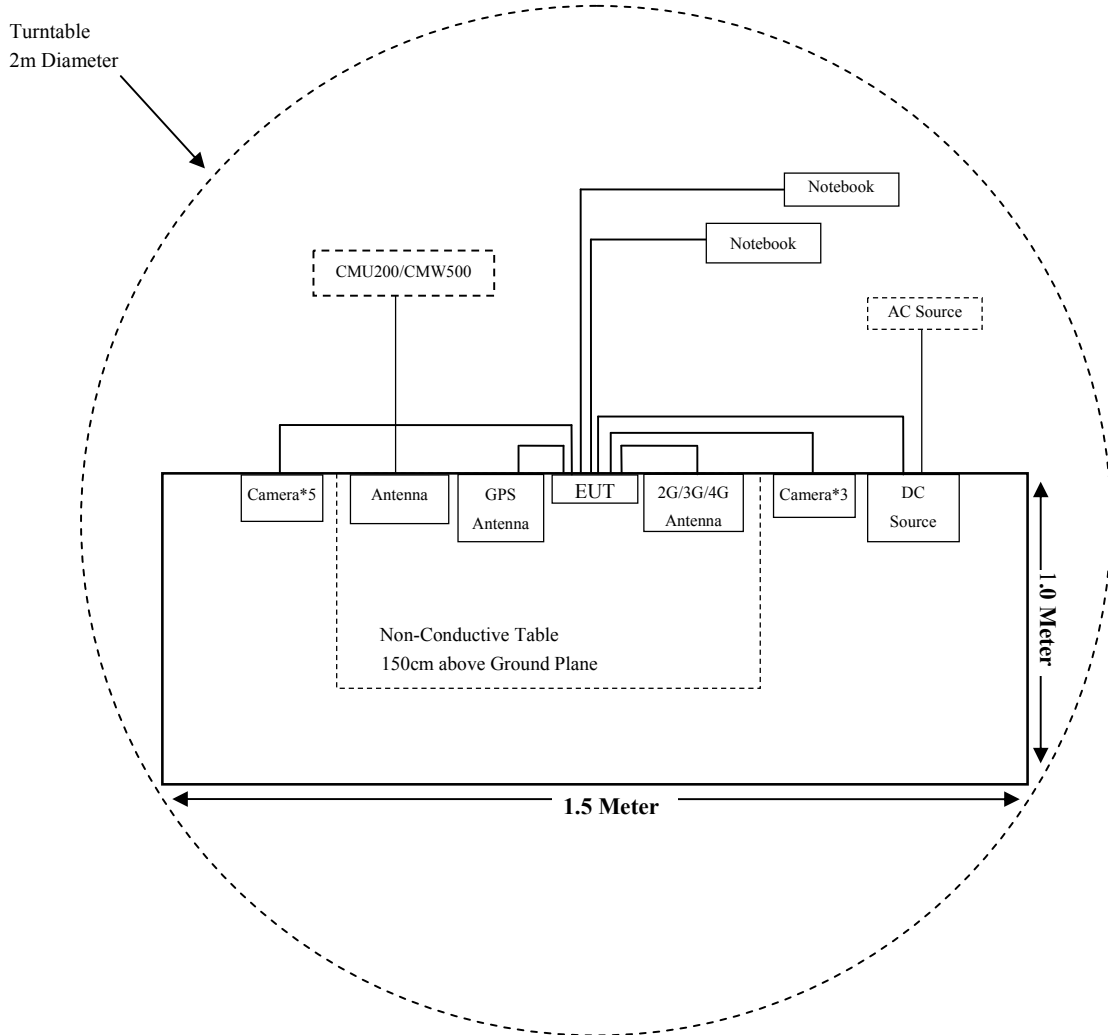 Turntable
2m Diameter
Notebook
Notebook
CMU200/CMW500
AC Source
Camera*5
Antenna
GPS
Antenna
EUT
2G/3G/4G
Antenna
Camera*3
DC
Source
Non-Conductive Table
150cm above Ground Plane
1.0 Meter
1.5 Meter